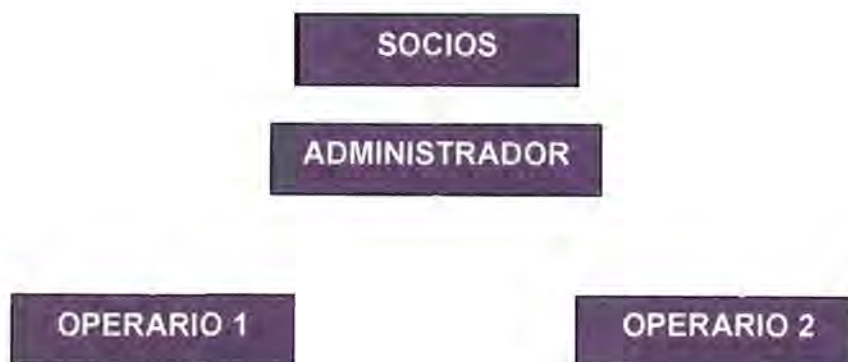 SOCIOS
ADMINISTRADOR
OPERARIO 1
OPERARIO 2